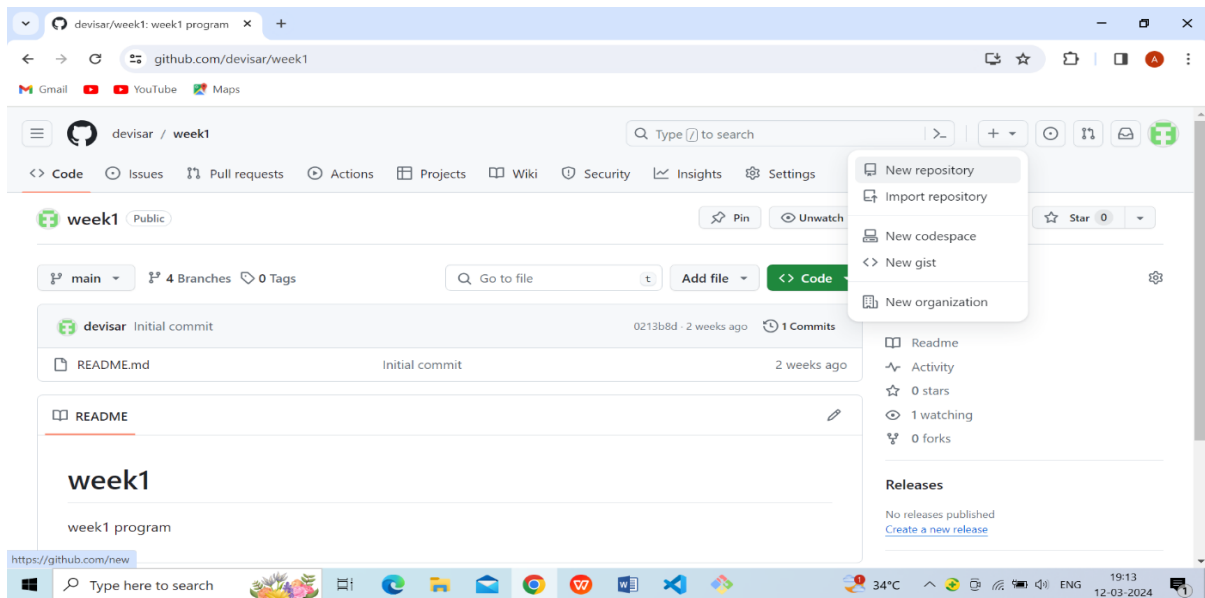 devisar/week1: week1 program
github.com/devisar/week1
Gmail YouTube Maps
devisar / week1 Type / to search
Code Issues Pull requests Actions Projects Wiki Security Insights Settings
New repository
Import repository
New codespace
New gist
New organization
week1 Public Pin Unwatch Star 0
main 4 Branches 0 Tags Go to file t Add file Code
devisar Initial commit 0213b8d · 2 weeks ago 1 Commits
README.md Initial commit 2 weeks ago
Readme
Activity
0 stars
1 watching
0 forks
README
week1
week1 program
Releases
No releases published
Create a new release
https://github.com/new
Type here to search 34°C ENG 19:13
12-03-2024